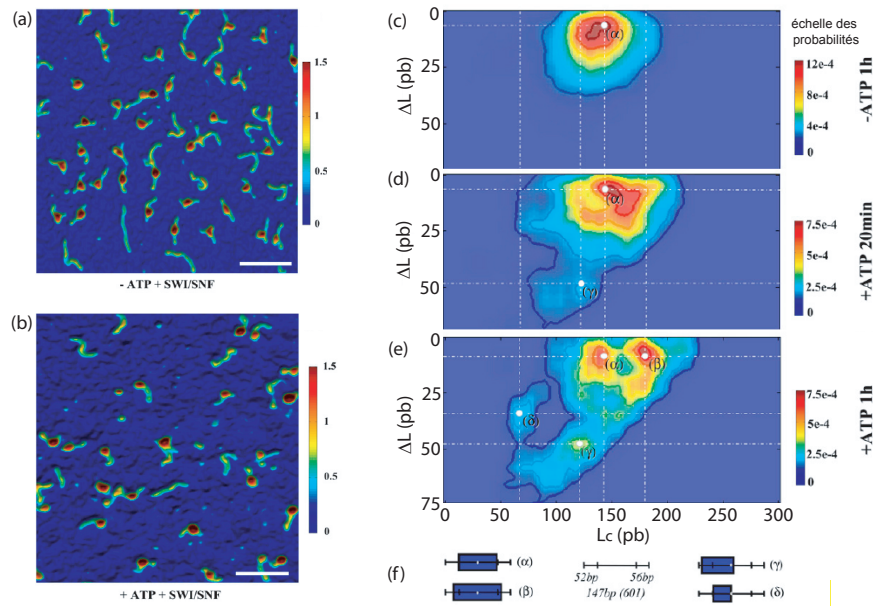 (a)
1.5
1
0.5
0
- ATP + SWI/SNF
(b)
1.5
1
0.5
0
+ ATP + SWI/SNF
(c)
0
25
50
ΔL (pb)
(α)
échelle des
probabilités
12e-4
8e-4
4e-4
0
-ATP 1h
(d)
0
25
50
ΔL (pb)
(α)
(γ)
7.5e-4
5e-4
2.5e-4
0
+ATP 20min
(e)
0
25
50
75
ΔL (pb)
(α)
(β)
(δ)
(γ)
7.5e-4
5e-4
2.5e-4
0
+ATP 1h
0 50 100 150 200 250 300
Lc (pb)
(f)
(α)
(β)
52bp 56bp
147bp (601)
(γ)
(δ)